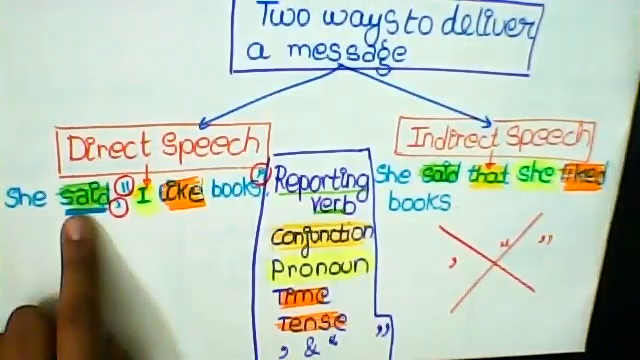 Two ways to deliver
a message
Direct Speech
She said, "I like books."
Reporting
verb
Conjunction
Pronoun
Time
Tense
, & " "
Indirect Speech
She said that she liked
books.
, " "